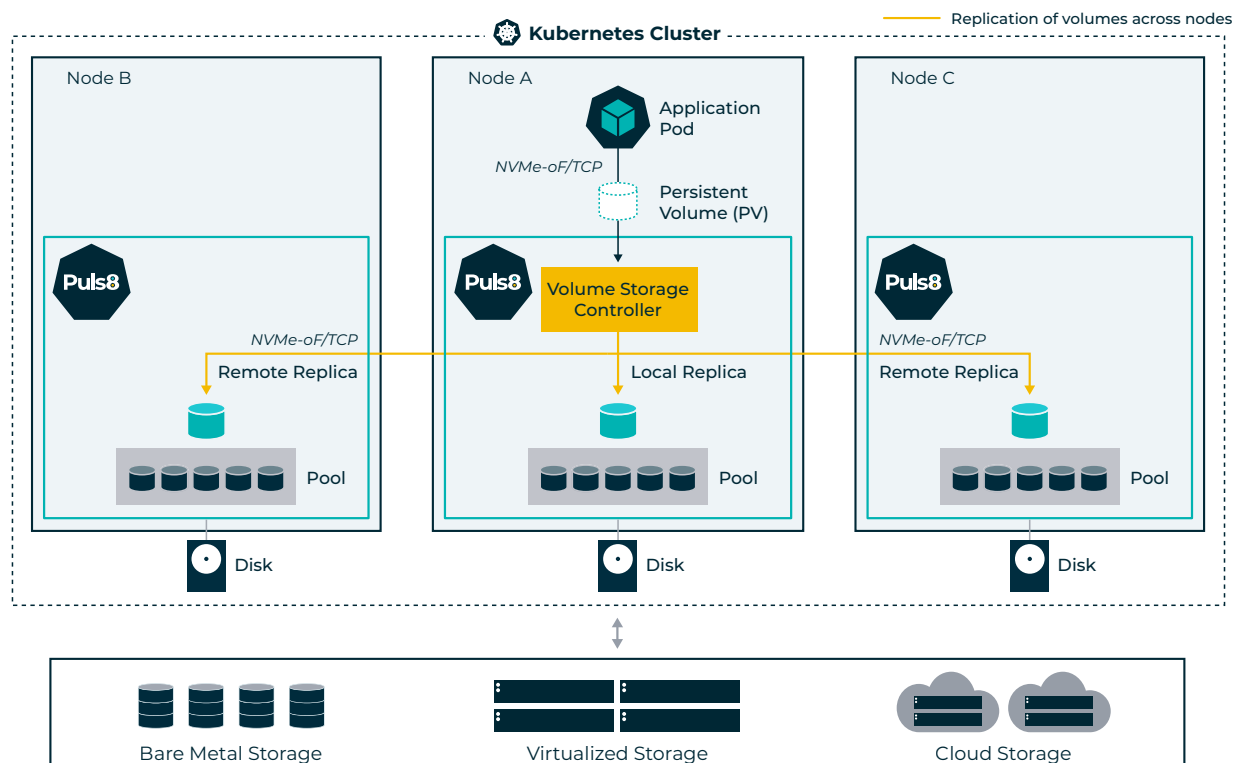 Replication of volumes across nodes
Kubernetes Cluster
Node B
Node A
Node C
Application
Pod
NVMe-oF/TCP
Persistent
Volume (PV)
Puls8
Puls8
Volume Storage
Controller
Puls8
NVMe-oF/TCP
NVMe-oF/TCP
Remote Replica
Local Replica
Remote Replica
Pool
Pool
Pool
Disk
Disk
Disk
Bare Metal Storage
Virtualized Storage
Cloud Storage